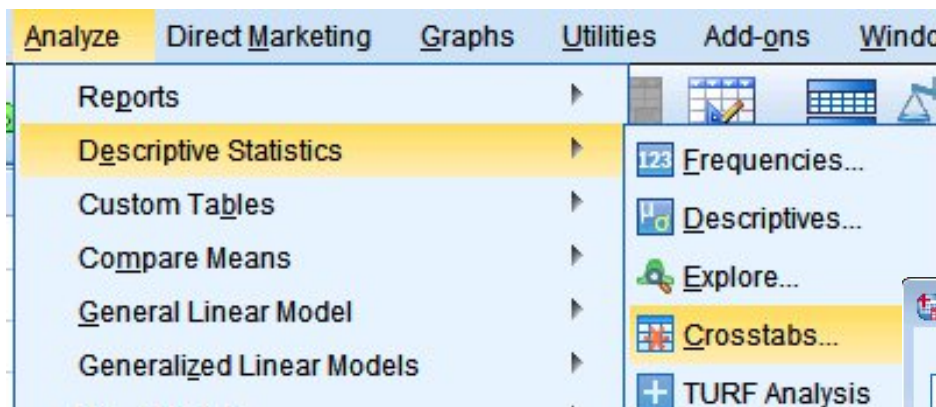 Analyze Direct Marketing Graphs Utilities Add-ons
Reports
Descriptive Statistics
Custom Tables
Compare Means
General Linear Model
Generalized Linear Models
123 Frequencies...
μ σ Descriptives...
Explore...
Crosstabs...
TURF Analysis